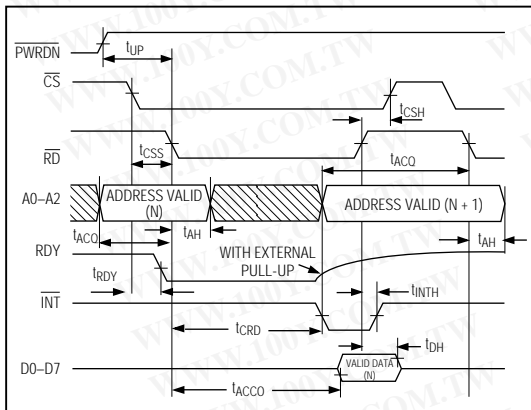 PWRDN
tUP
CS
tCSH
RD
tCSS
tACQ
A0–A2
ADDRESS VALID
(N)
ADDRESS VALID (N + 1)
tACQ
tAH
tAH
RDY
WITH EXTERNAL
PULL-UP
tRDY
INT
tINTH
tCRD
D0–D7
VALID DATA
(N)
tDH
tACCO
WWW.100Y.COM.TW